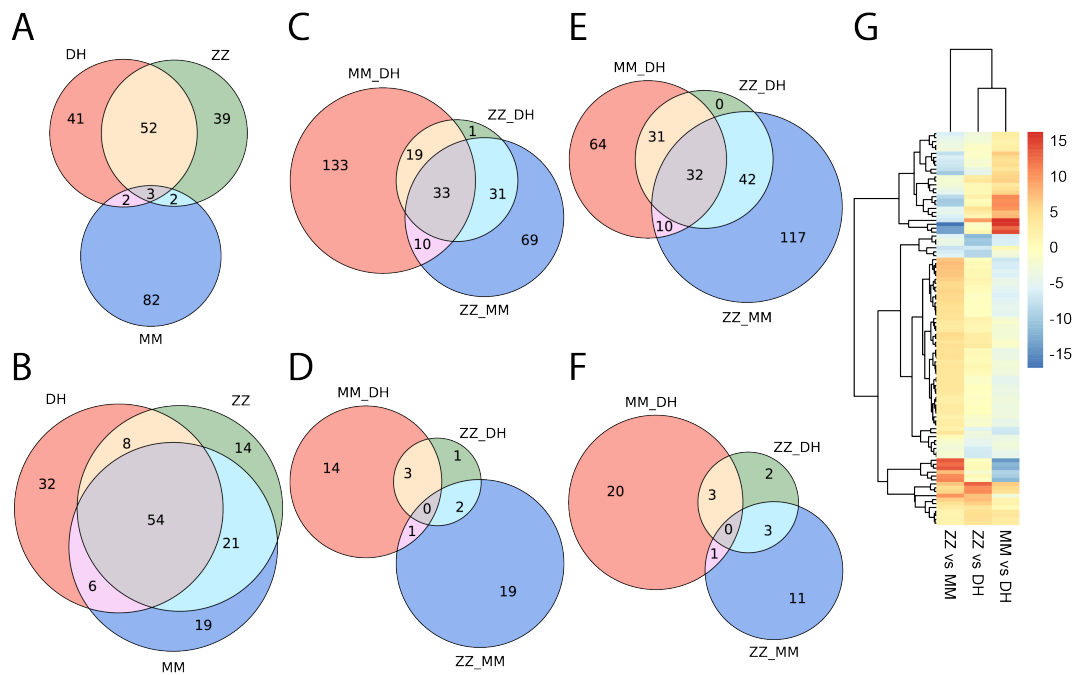 A
DH
ZZ
41
52
39
2
3
2
82
MM
B
DH
ZZ
8
14
32
54
21
6
19
MM
C
MM_DH
ZZ_DH
1
19
133
33
31
10
69
ZZ_MM
D
MM_DH
ZZ_DH
1
14
3
0
2
1
19
ZZ_MM
E
MM_DH
ZZ_DH
0
31
64
32
42
10
117
ZZ_MM
F
MM_DH
ZZ_DH
2
20
3
0
3
1
11
ZZ_MM
G
15
10
5
0
-5
-10
-15
ZZ vs MM
ZZ vs DH
MM vs DH